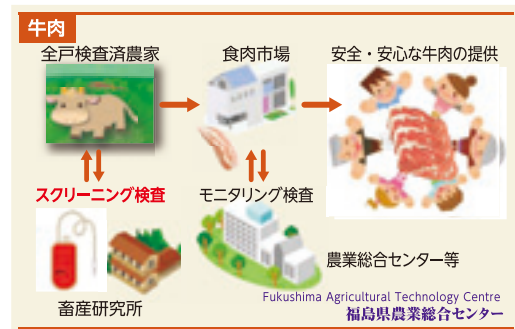 牛肉
全戸検査済農家
食肉市場
安全・安心な牛肉の提供
スクリーニング検査
モニタリング検査
農業総合センター等
畜産研究所
Fukushima Agricultural Technology Centre
福島県農業総合センター